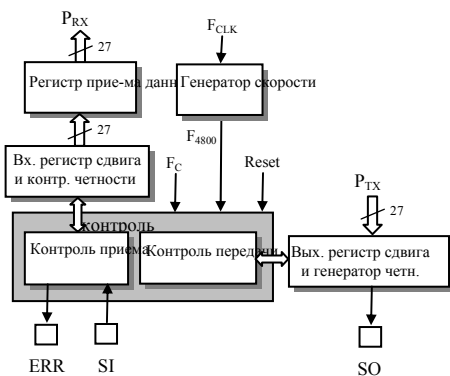 P_RX
F_CLK
27
Регистр прие-ма данн
Генератор скорости
27
F_4800
Вх. регистр сдвига
и контр. четности
F_C
Reset
P_TX
27
контроль
Контроль приема
Контроль передачи
Вых. регистр сдвига
и генератор четн.
ERR
SI
SO